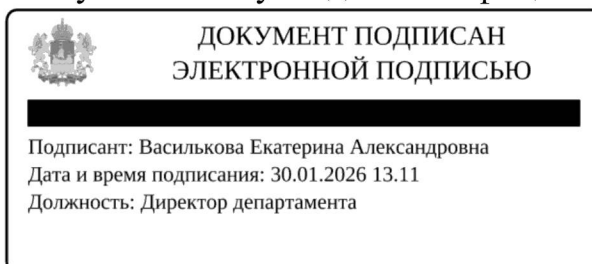 ДОКУМЕНТ ПОДПИСАН
ЭЛЕКТРОННОЙ ПОДПИСЬЮ
Подписант: Василькова Екатерина Александровна
Дата и время подписания: 30.01.2026 13.11
Должность: Директор департамента